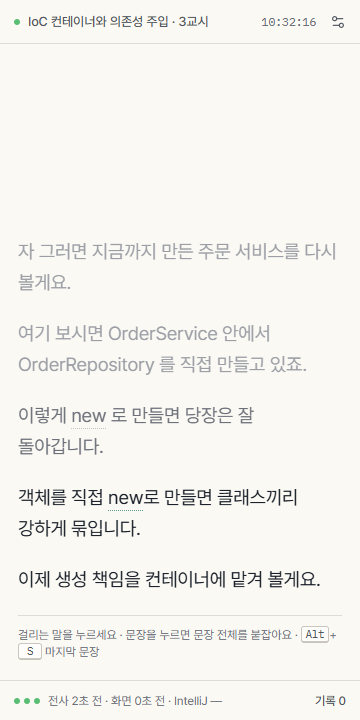 IoC 컨테이너와 의존성 주입 · 3교시 10:32:16
자 그러면 지금까지 만든 주문 서비스를 다시
볼게요.
여기 보시면 OrderService 안에서
OrderRepository 를 직접 만들고 있죠.
이렇게 new 로 만들면 당장은 잘
돌아갑니다.
객체를 직접 new로 만들면 클래스끼리
강하게 묶입니다.
이제 생성 책임을 컨테이너에 맡겨 볼게요.
걸리는 말을 누르세요 · 문장을 누르면 문장 전체를 붙잡아요 · Alt +
S 마지막 문장
전사 2초 전 · 화면 0초 전 · IntelliJ — 기록 0